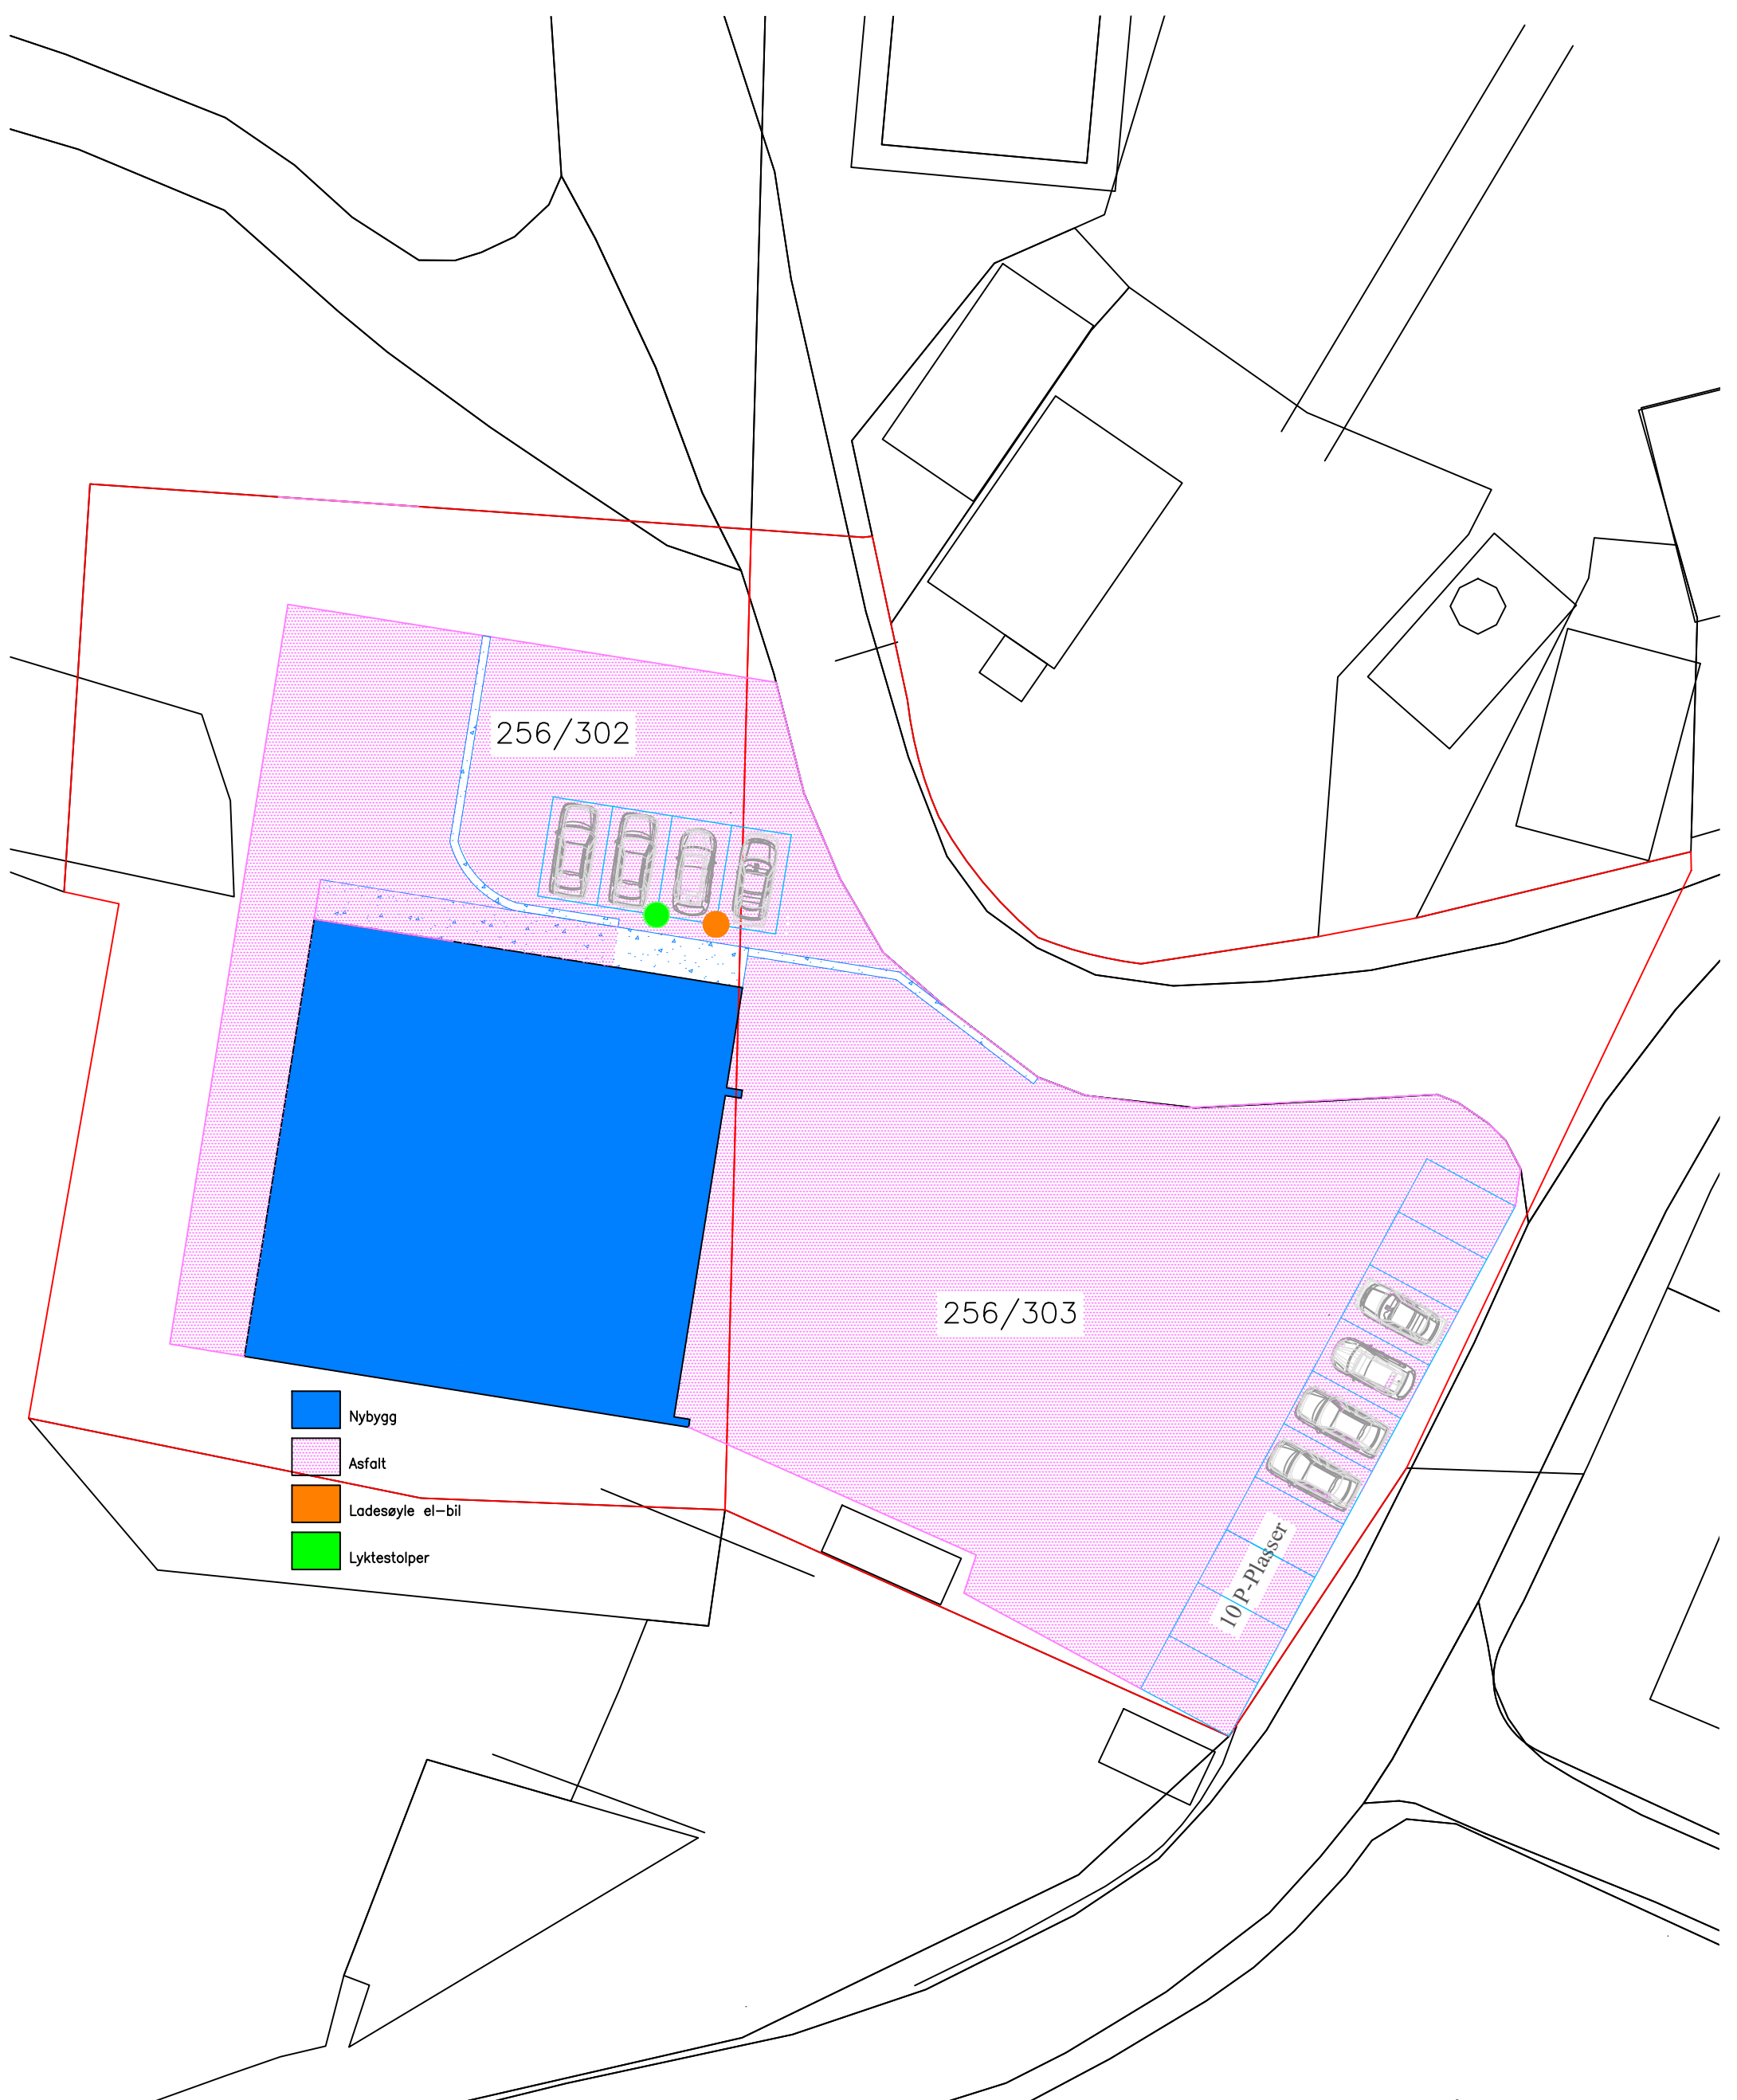 256/302
256/303
Nybygg
Asfalt
Ladesøyle el-bil
Lyktestolper
10 P-Plasser